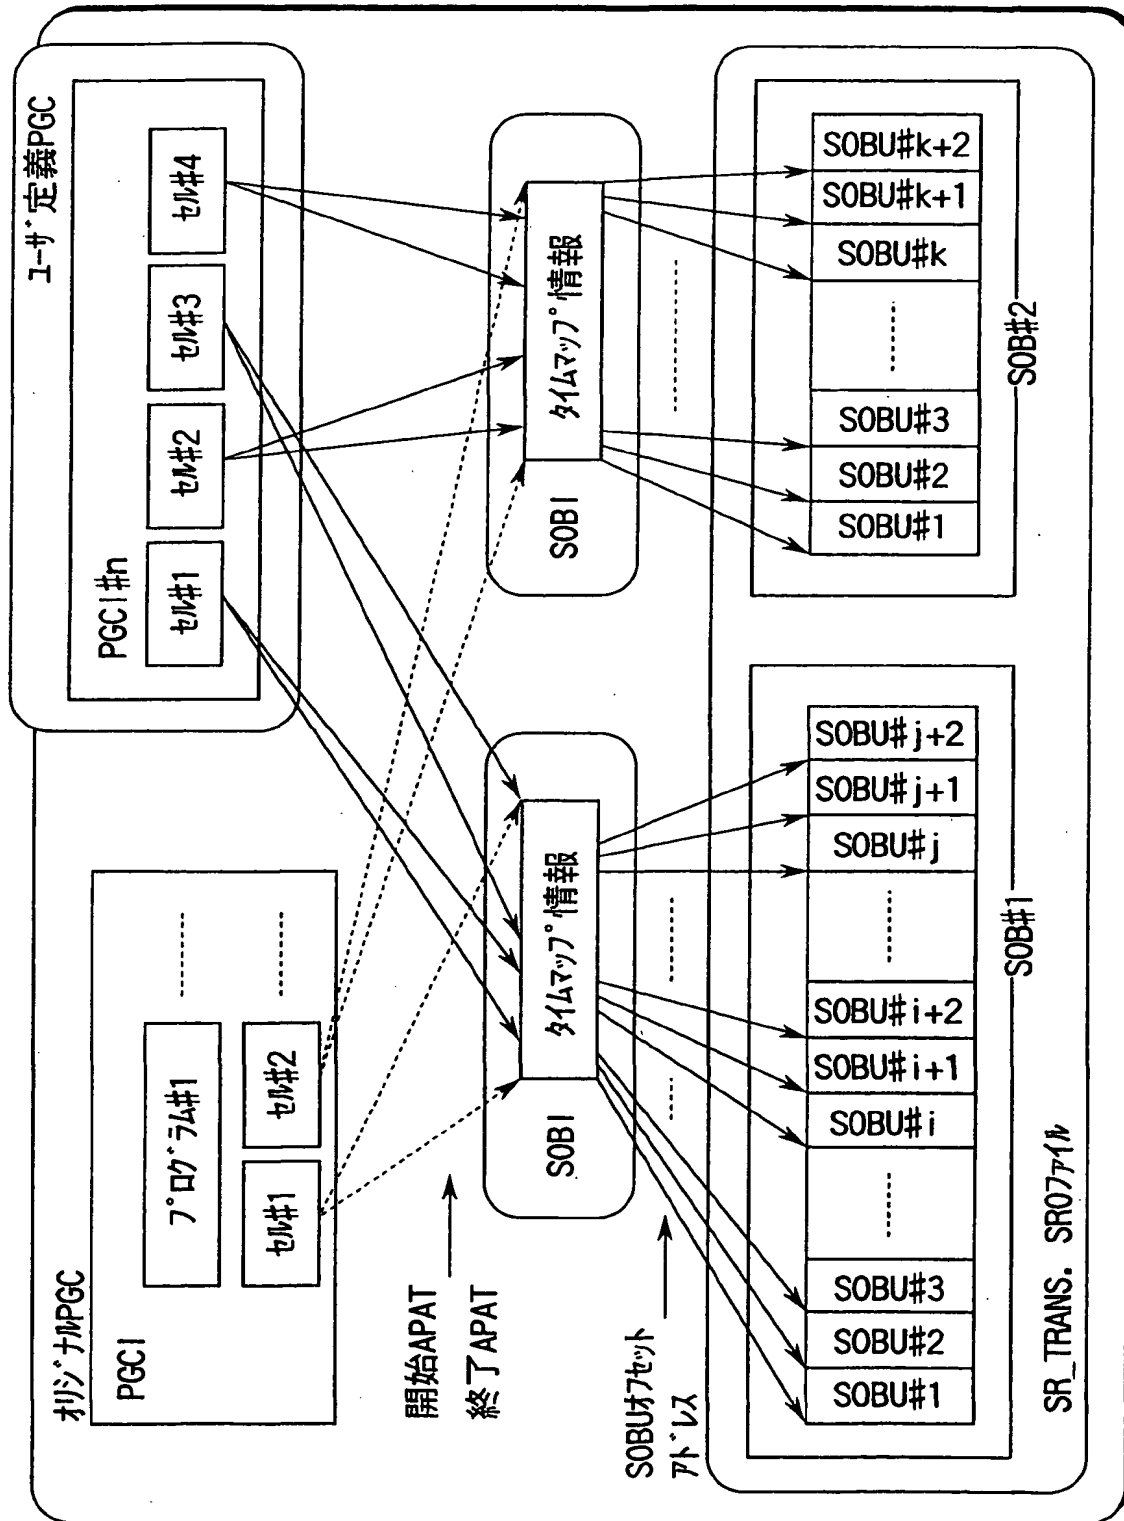 オリジナルPGC
PGCI
プログラム#1
セル#1
セル#2
ユーザ定義PGC
PGCI#n
セル#1
セル#2
セル#3
セル#4
開始APAT
終了APAT
SOBI
タイムマップ情報
SOBI
タイムマップ情報
SOBUオフセット
アドレス
SOBU#1
SOBU#2
SOBU#3
SOBU#i
SOBU#i+1
SOBU#i+2
SOBU#j
SOBU#j+1
SOBU#j+2
SOB#1
SOBU#1
SOBU#2
SOBU#3
SOBU#k
SOBU#k+1
SOBU#k+2
SOB#2
SR_TRANS. SROファイル